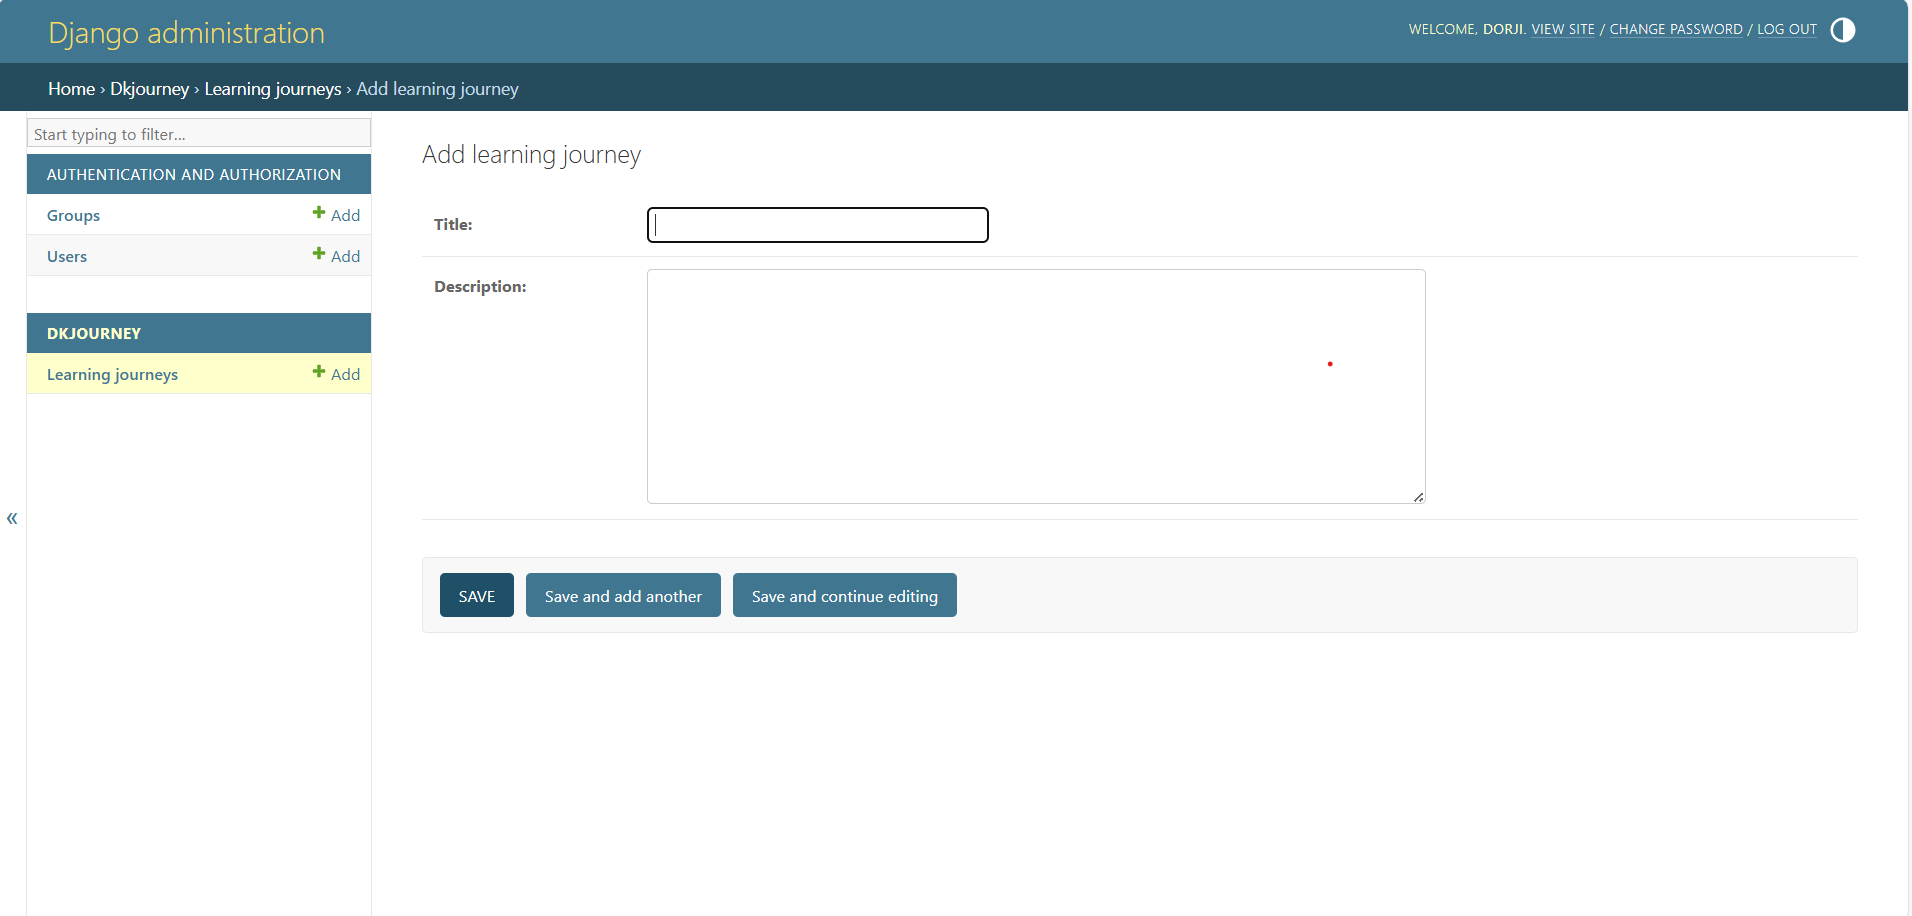 Django administration
WELCOME, DORJI. VIEW SITE / CHANGE PASSWORD / LOG OUT
Home › Dkjourney › Learning journeys › Add learning journey
Start typing to filter...
AUTHENTICATION AND AUTHORIZATION
Groups Add
Users Add
DKJOURNEY
Learning journeys Add
«
Add learning journey
Title:
Description:
SAVE Save and add another Save and continue editing